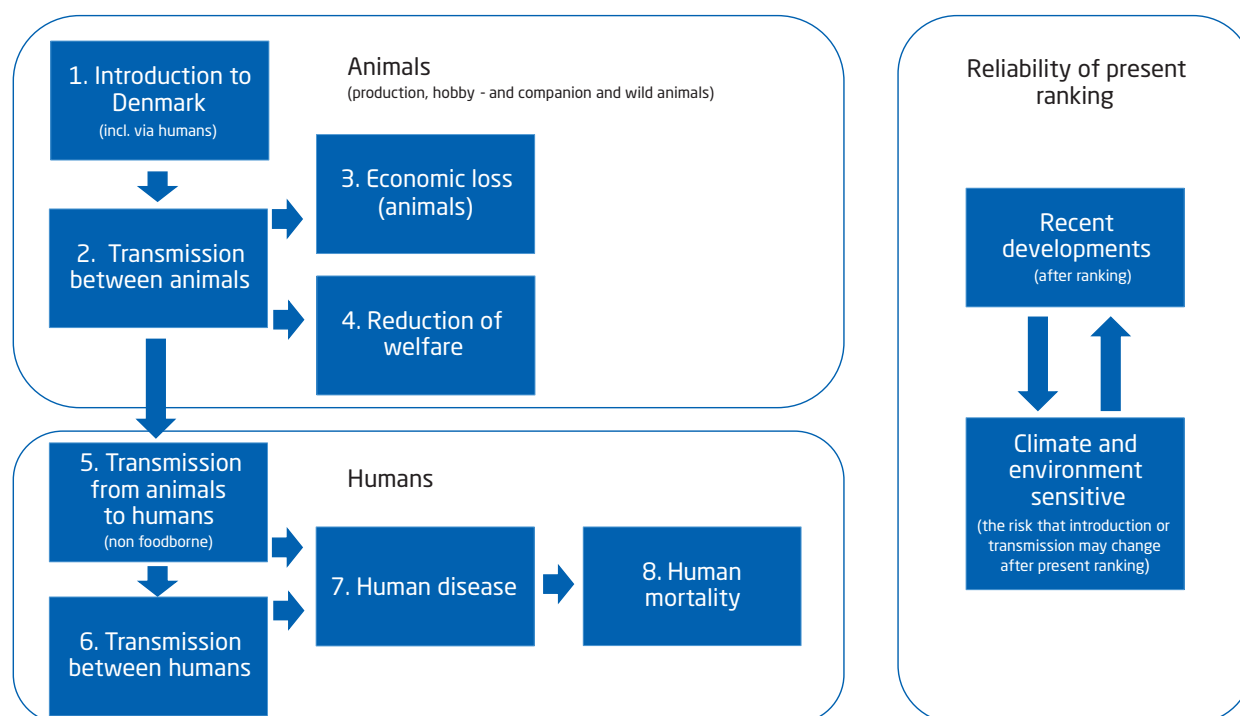 1. Introduction to
Denmark
(incl. via humans)
Animals
(production, hobby - and companion and wild animals)
2. Transmission
between animals
3. Economic loss
(animals)
4. Reduction of
welfare
5. Transmission
from animals
to humans
(non foodborne)
Humans
6. Transmission
between humans
7. Human disease
8. Human
mortality
Reliability of present
ranking
Recent
developments
(after ranking)
Climate and
environment
sensitive
(the risk that introduction or
transmission may change
after present ranking)